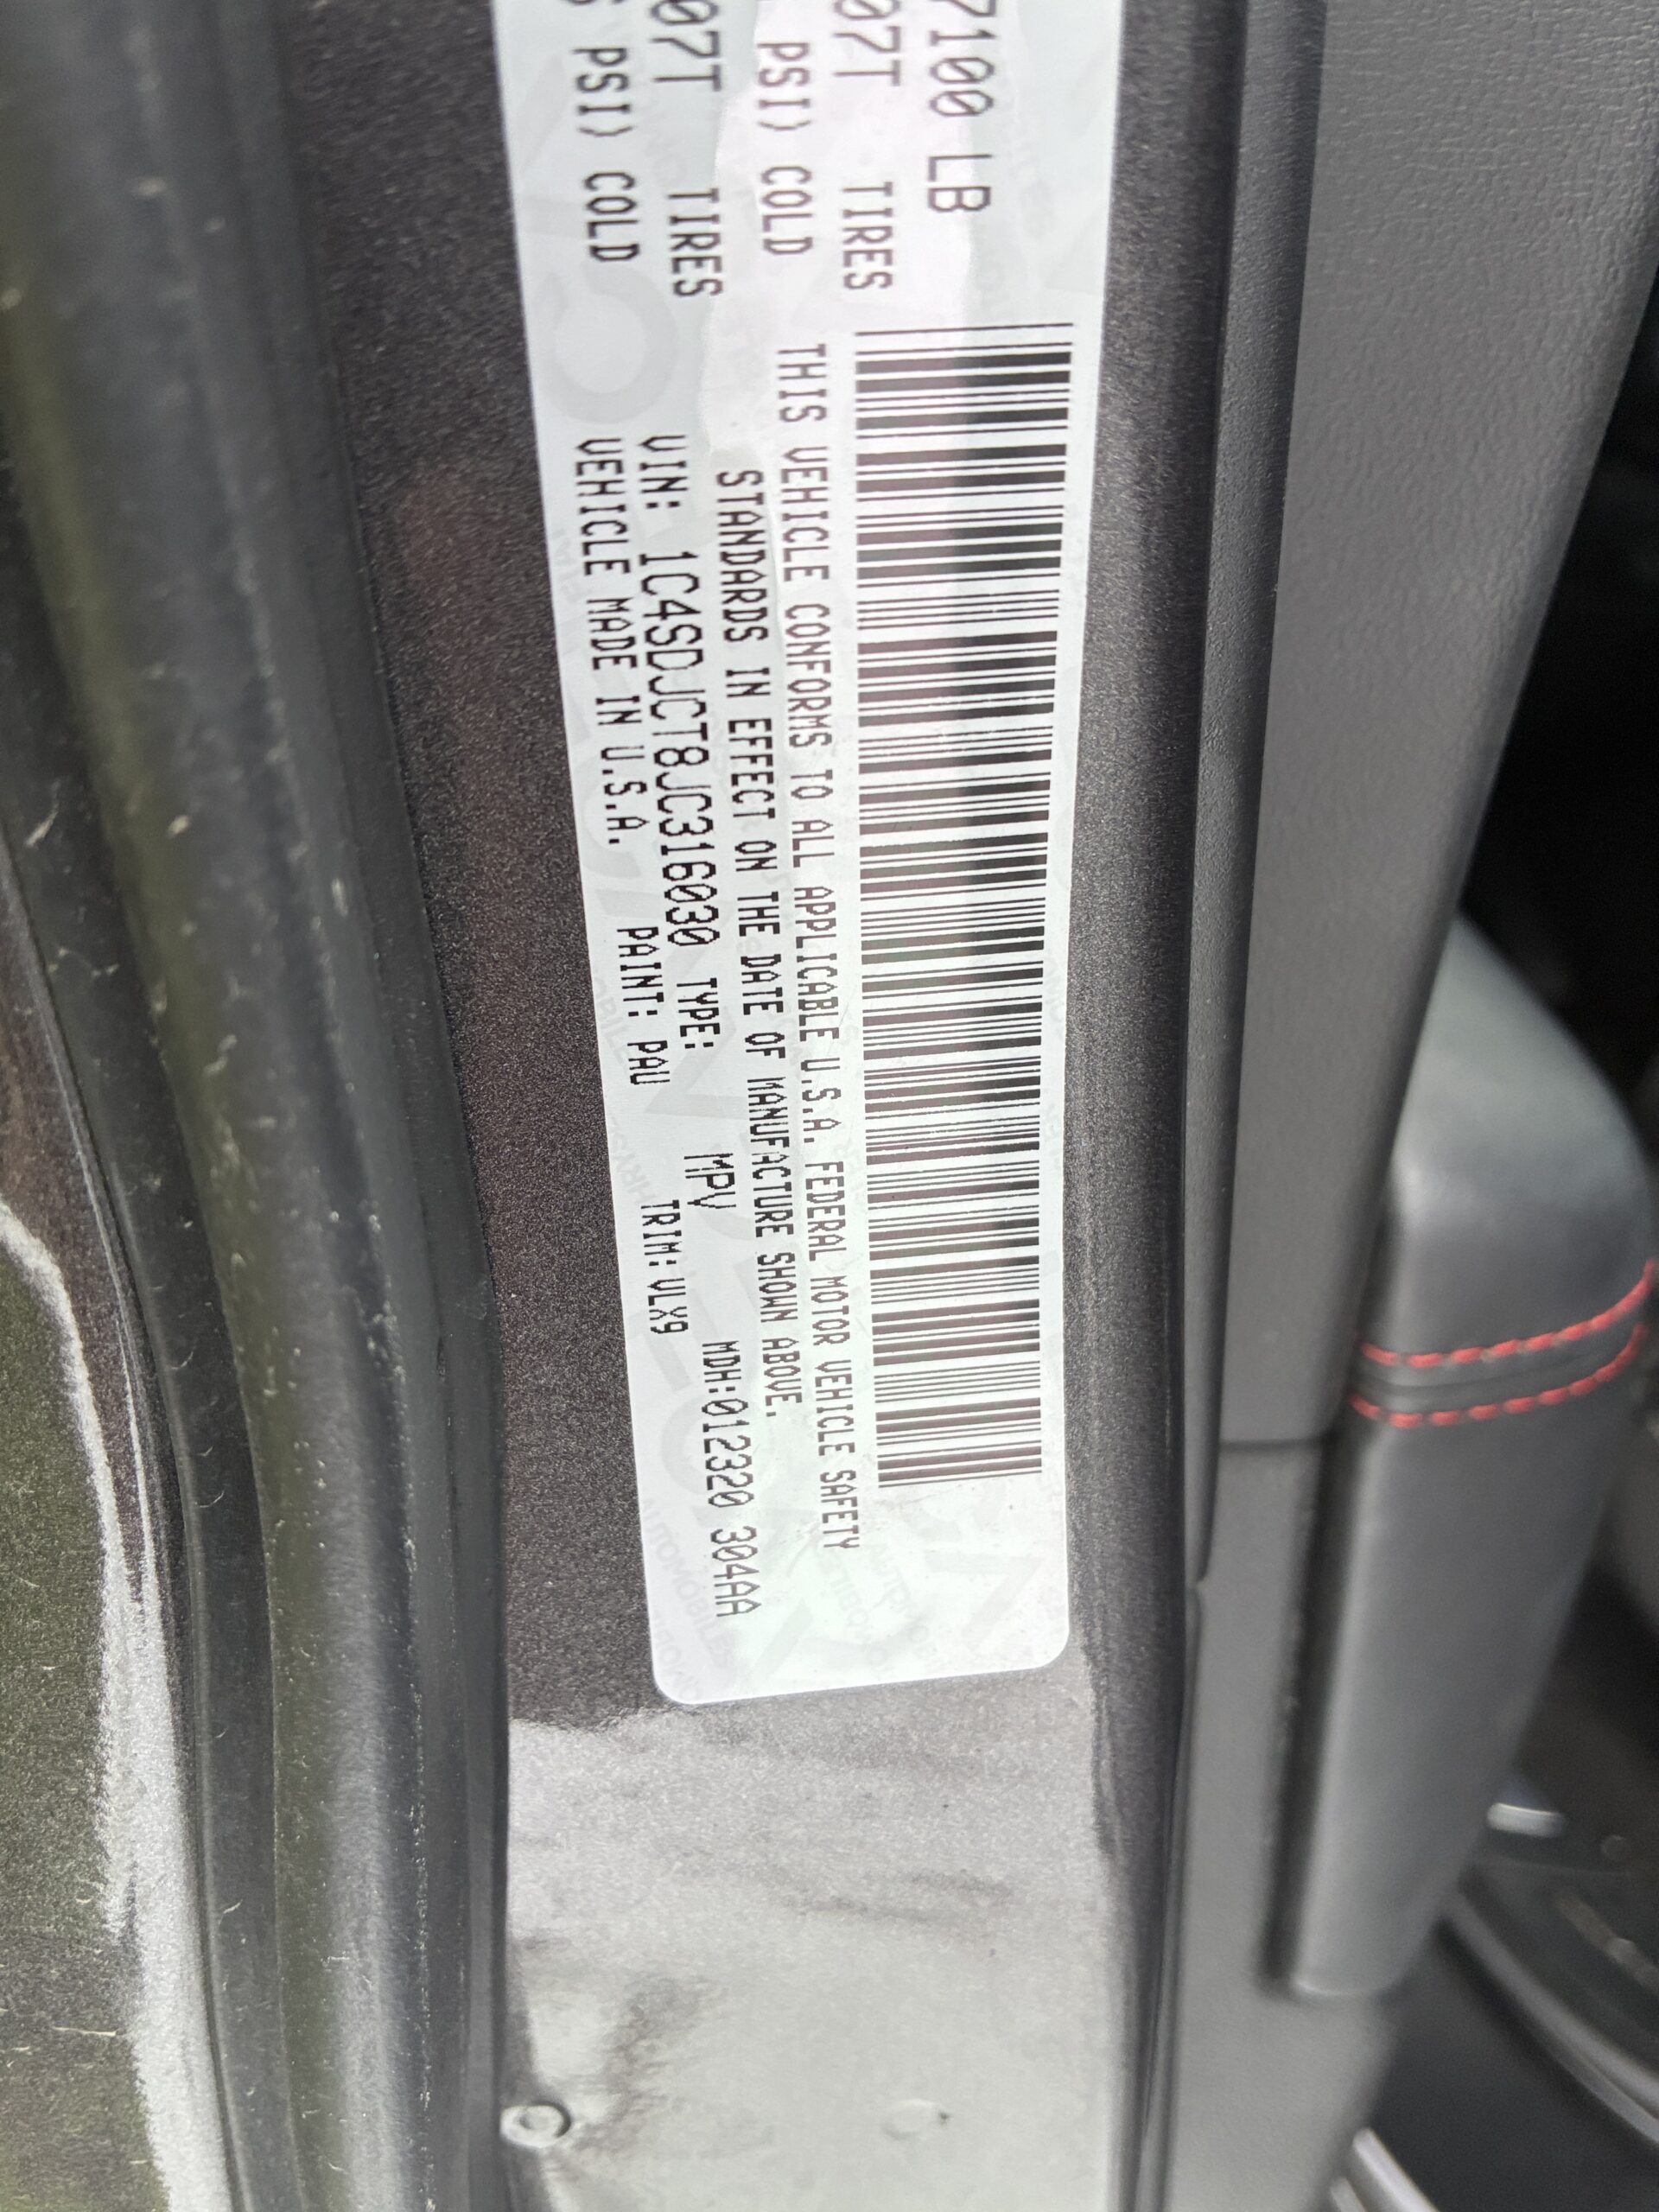 7100 LB
07T TIRES
PSI) COLD
07T TIRES
PSI) COLD
THIS VEHICLE CONFORMS TO ALL APPLICABLE U.S.A. FEDERAL MOTOR VEHICLE SAFETY
STANDARDS IN EFFECT ON THE DATE OF MANUFACTURE SHOWN ABOVE.
VIN: 1C4SDJCT8JC316030 TYPE: MPV MDH:012320 304AA
VEHICLE MADE IN U.S.A. PAINT: PAU TRIM: VLX9